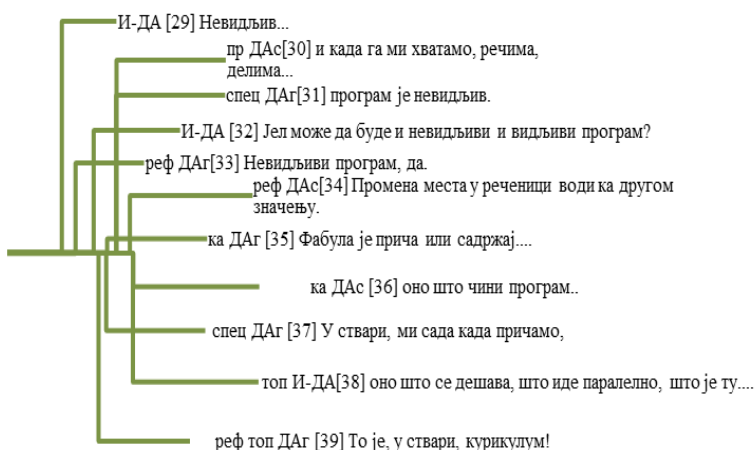 И-ДА [29] Невидљив...
пр ДАс[30] и када га ми хватамо, речима,
делима...
спец ДАг[31] програм је невидљив.
И-ДА [32] Јел може да буде и невидљиви и видљиви програм?
реф ДАг[33] Невидљиви програм, да.
реф ДАс[34] Промена места у реченици води ка другом
значењу.
ка ДАг [35] Фабула је прича или садржај....
ка ДАс [36] оно што чини програм..
спец ДАг [37] У ствари, ми сада када причамо,
топ И-ДА[38] оно што се дешава, што иде паралелно, што је ту....
реф топ ДАг [39] То је, у ствари, курикулум!